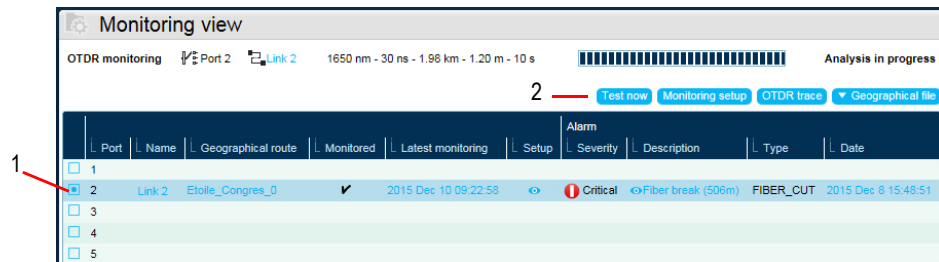 Monitoring view
OTDR monitoring Port 2 Link 2 1650 nm - 30 ns - 1.98 km - 1.20 m - 10 s Analysis in progress
2 Test now Monitoring setup OTDR trace Geographical file
Alarm
Port Name Geographical route Monitored Latest monitoring Setup Severity Description Type Date
1
1 2 Link 2 Etoile_Congres_0 ✔ 2015 Dec 10 09:22:58 Critical Fiber break (506m) FIBER_CUT 2015 Dec 8 15:48:51
3
4
5